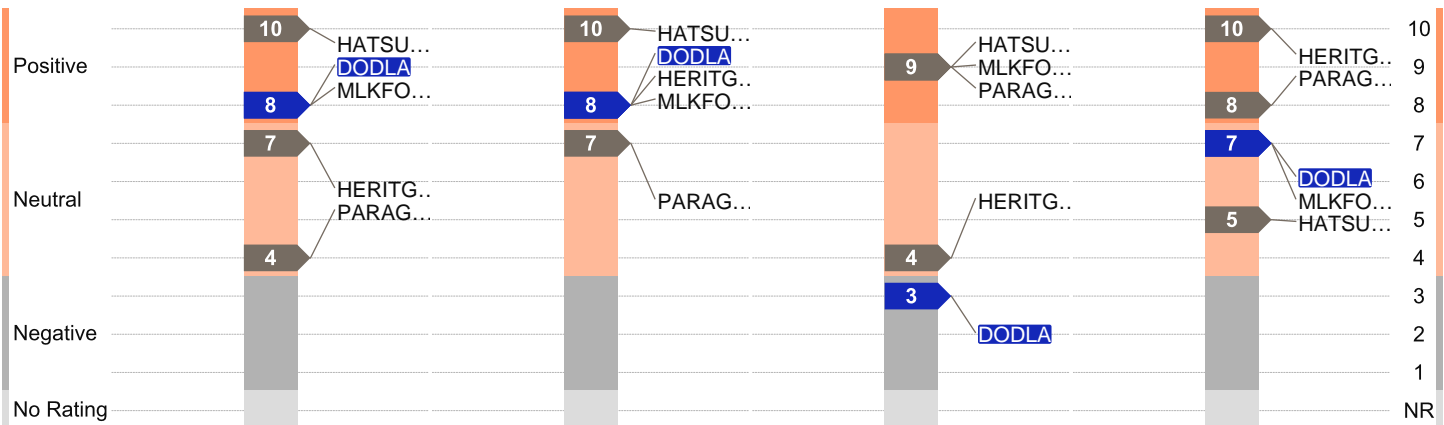 Positive
Neutral
Negative
No Rating
10
HATSU...
DODLA
MLKFO...
8
7
HERITG...
PARAG...
4
10
HATSU...
DODLA
HERITG...
MLKFO...
8
7
PARAG...
HATSU...
MLKFO...
PARAG...
9
HERITG...
4
3
DODLA
10
HERITG...
PARAG...
8
7
DODLA
MLKFO...
HATSU...
5
10
9
8
7
6
5
4
3
2
1
NR